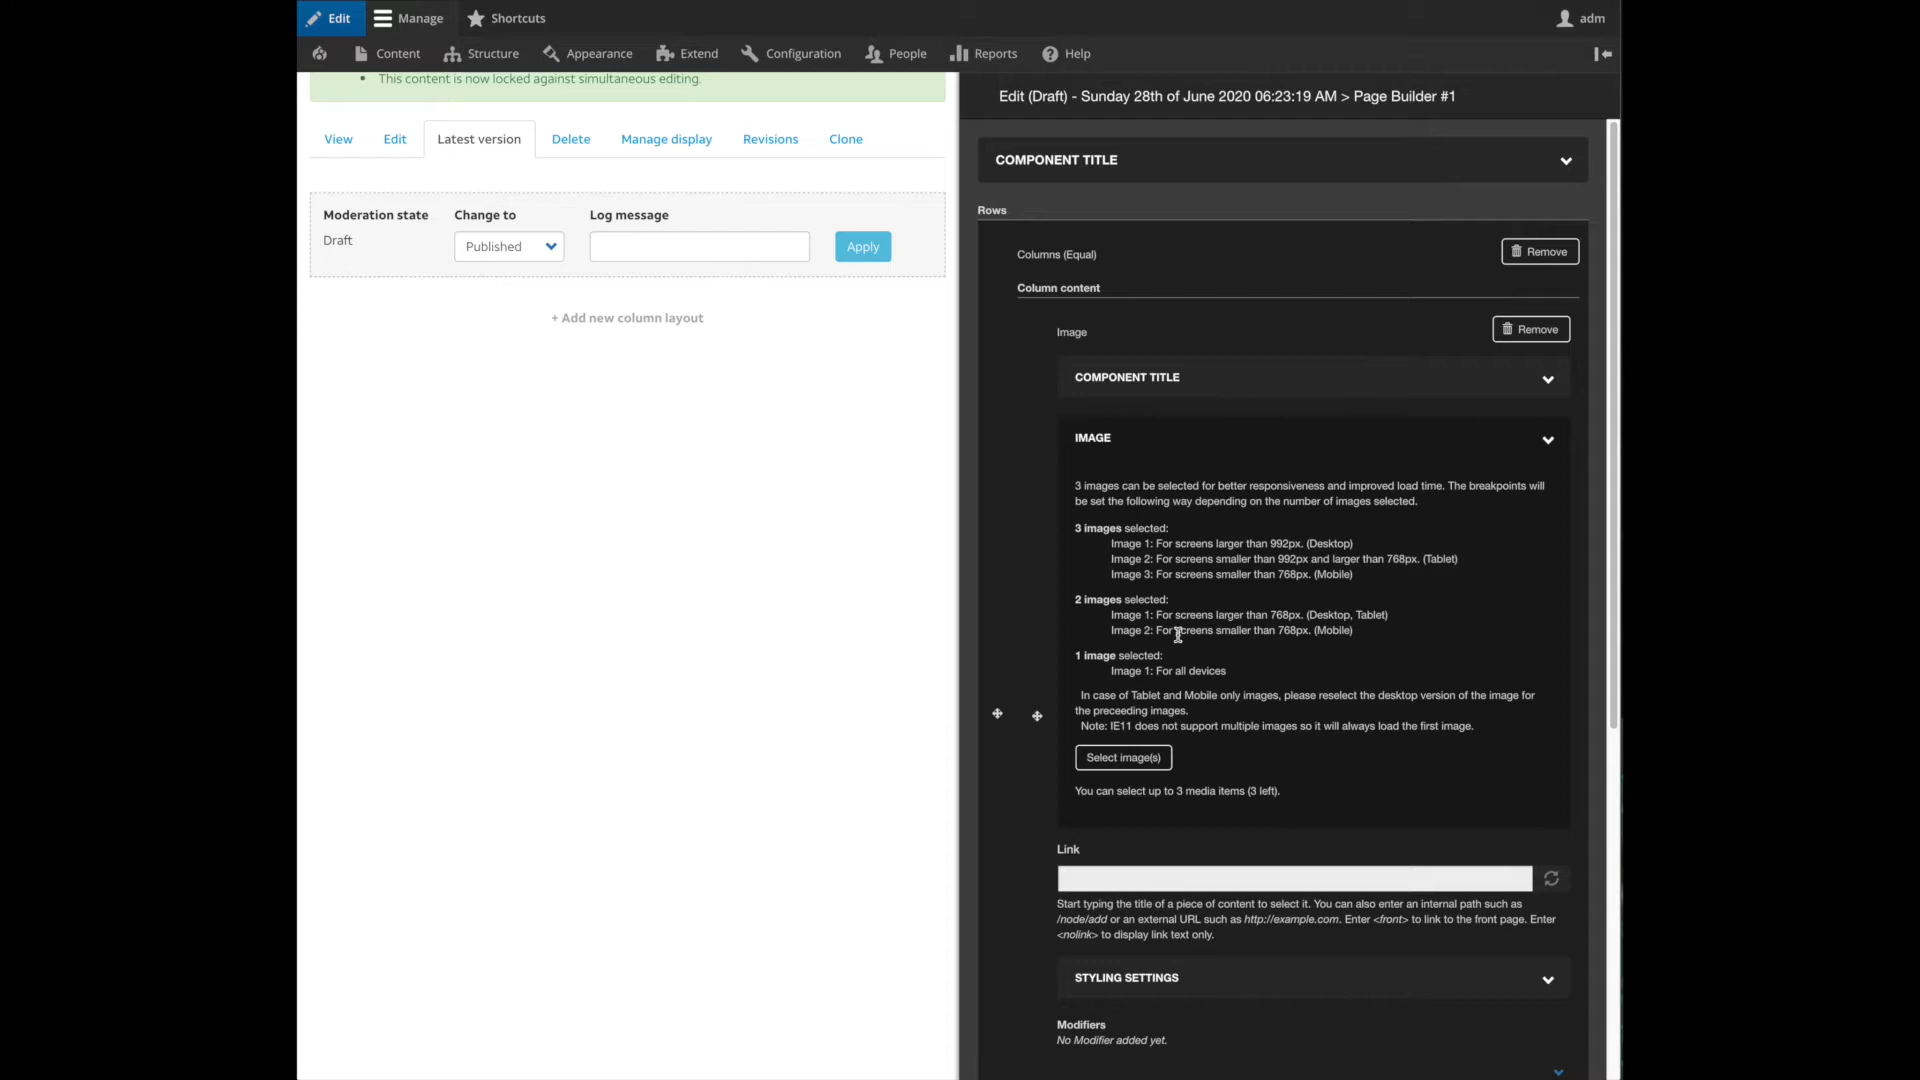 Edit Manage Shortcuts adm
Content Structure Appearance Extend Configuration People Reports Help
This content is now locked against simultaneous editing.
View Edit Latest version Delete Manage display Revisions Clone
Moderation state Change to Log message
Draft Published Apply
+ Add new column layout
Edit (Draft) - Sunday 28th of June 2020 06:23:19 AM > Page Builder #1
COMPONENT TITLE
Rows
Columns (Equal) Remove
Column content
Image Remove
COMPONENT TITLE
IMAGE
3 images can be selected for better responsiveness and improved load time. The breakpoints will
be set the following way depending on the number of images selected.
3 images selected:
Image 1: For screens larger than 992px. (Desktop)
Image 2: For screens smaller than 992px and larger than 768px. (Tablet)
Image 3: For screens smaller than 768px. (Mobile)
2 images selected:
Image 1: For screens larger than 768px. (Desktop, Tablet)
Image 2: For screens smaller than 768px. (Mobile)
1 image selected:
Image 1: For all devices
In case of Tablet and Mobile only images, please reselect the desktop version of the image for
the preceeding images.
Note: IE11 does not support multiple images so it will always load the first image.
Select image(s)
You can select up to 3 media items (3 left).
Link
Start typing the title of a piece of content to select it. You can also enter an internal path such as
/node/add or an external URL such as http://example.com. Enter <front> to link to the front page. Enter
<nolink> to display link text only.
STYLING SETTINGS
Modifiers
No Modifier added yet.